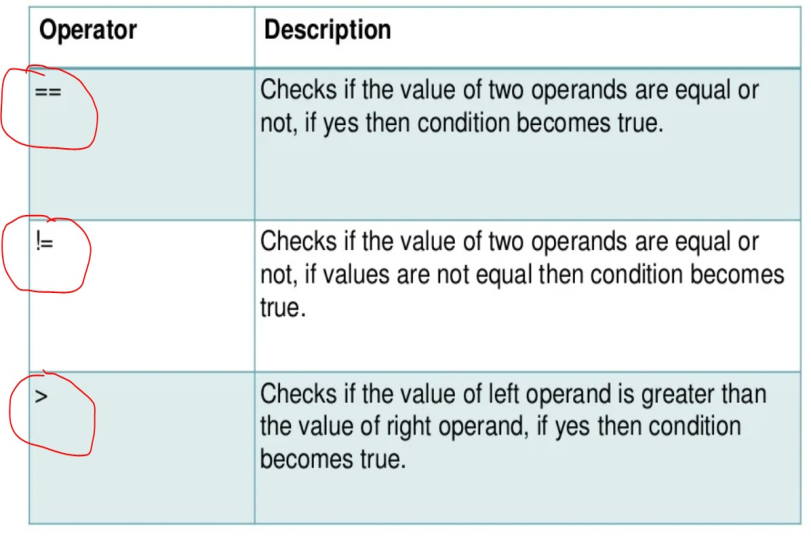 Operator Description
== Checks if the value of two operands are equal or
not, if yes then condition becomes true.
!= Checks if the value of two operands are equal or
not, if values are not equal then condition becomes
true.
> Checks if the value of left operand is greater than
the value of right operand, if yes then condition
becomes true.